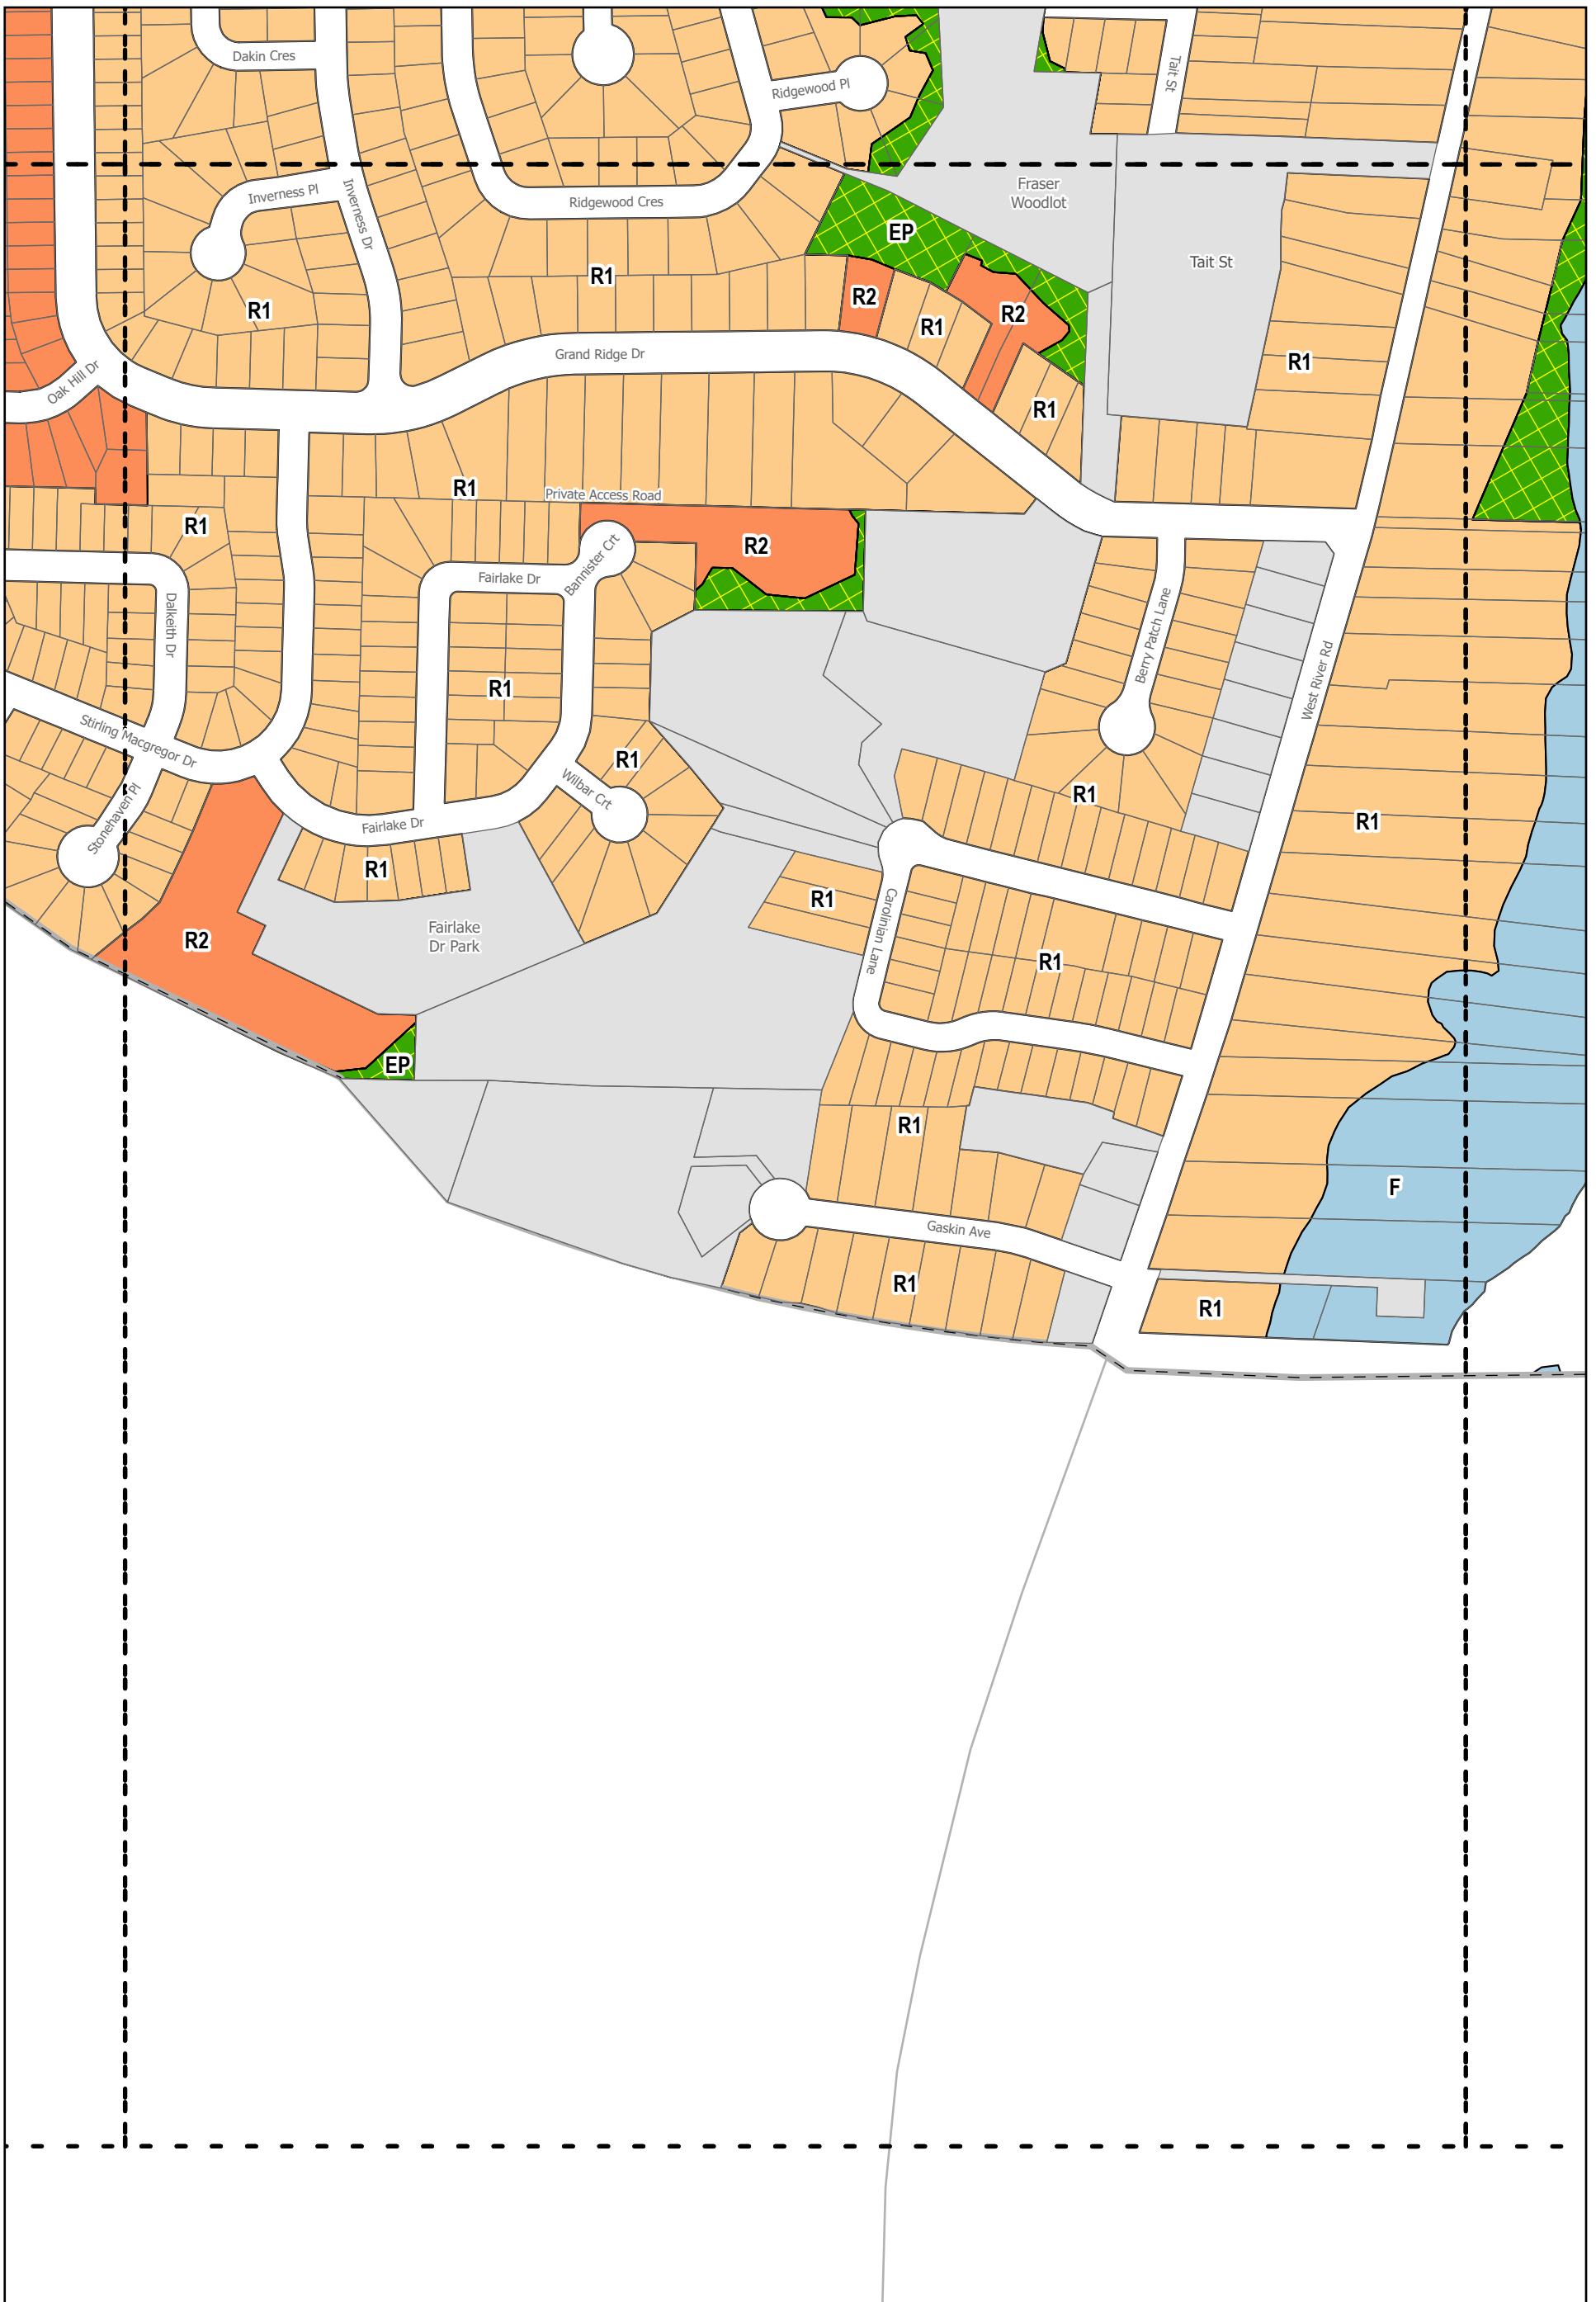 Dakin Cres
Tait St
Ridgewood Pl
Inverness Pl
Inverness Dr
Ridgewood Cres
Fraser
Woodlot
EP
Tait St
R1
R1
R2
R1
R2
Grand Ridge Dr
R1
Oak Hill Dr
R1
R1
Private Access Road
R1
R2
Bannister Crt
Fairlake Dr
Dalkeith Dr
Berry Patch Lane
West River Rd
R1
Stirling Macgregor Dr
R1
Wilbar Crt
R1
R1
Stonehaven Pl
Fairlake Dr
R1
R1
Carolinian Lane
Fairlake
Dr Park
R2
R1
EP
R1
F
Gaskin Ave
R1
R1